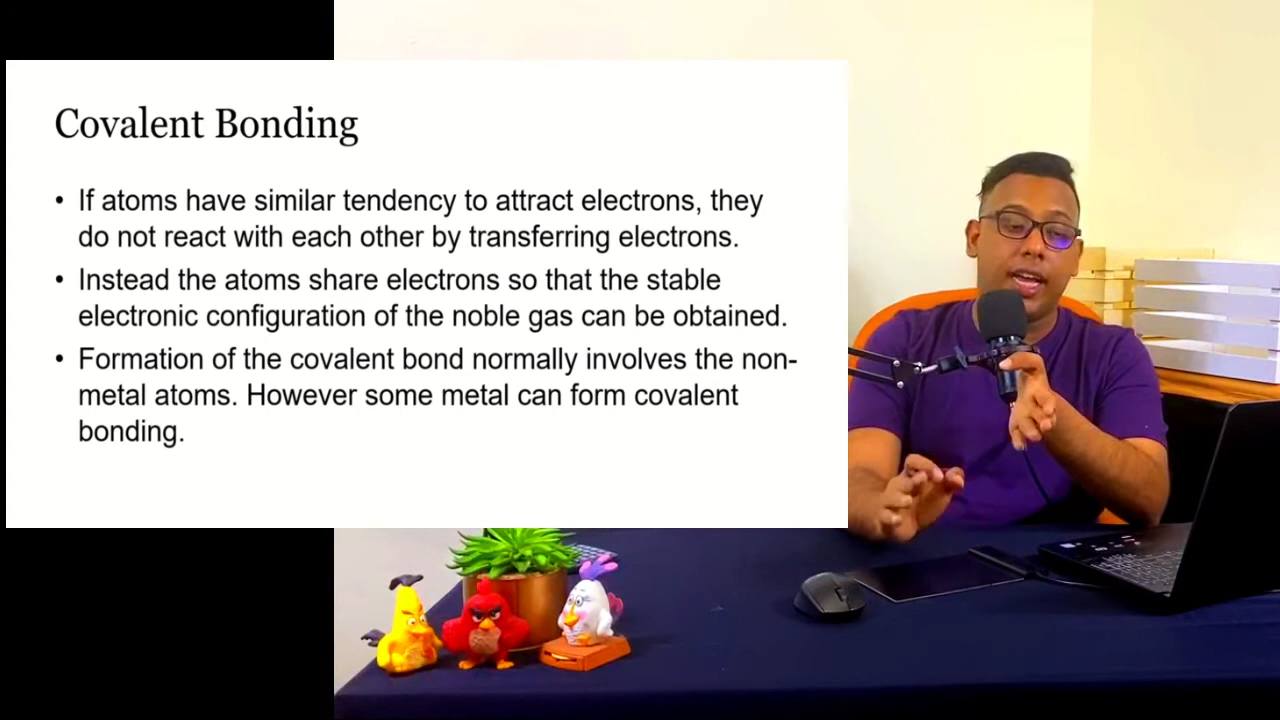 Covalent Bonding
• If atoms have similar tendency to attract electrons, they
do not react with each other by transferring electrons.
• Instead the atoms share electrons so that the stable
electronic configuration of the noble gas can be obtained.
• Formation of the covalent bond normally involves the non-
metal atoms. However some metal can form covalent
bonding.